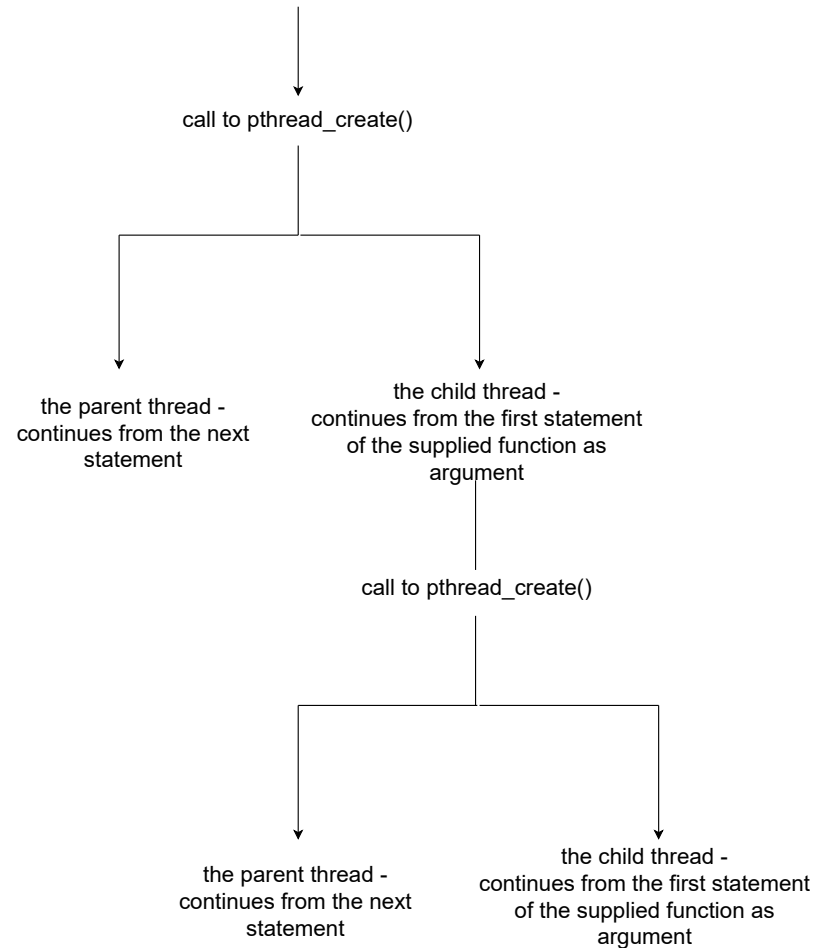 call to pthread_create()
the parent thread -
continues from the next
statement
the child thread -
continues from the first statement
of the supplied function as
argument
call to pthread_create()
the parent thread -
continues from the next
statement
the child thread -
continues from the first statement
of the supplied function as
argument